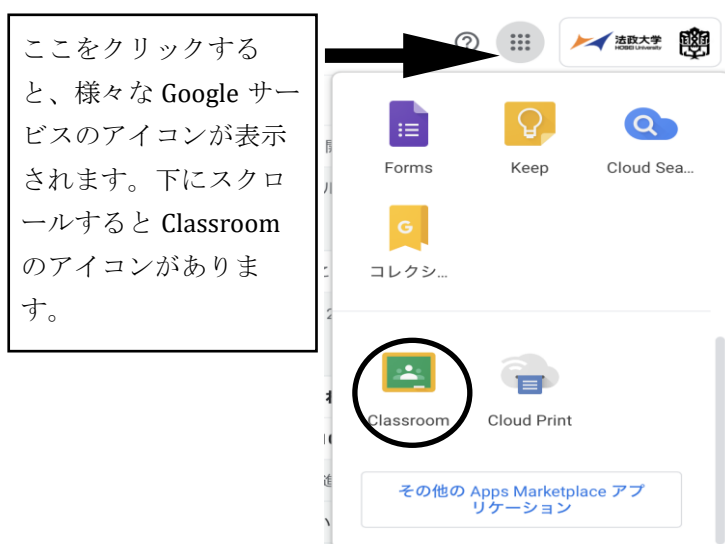 ここをクリックする
と、様々な Google サー
ビスのアイコンが表示
されます。下にスクロ
ールすると Classroom
のアイコンがありま
す。
法政大学
HOSEI University
Forms
Keep
Cloud Sea...
コレクシ...
Classroom
Cloud Print
その他の Apps Marketplace アプ
リケーション